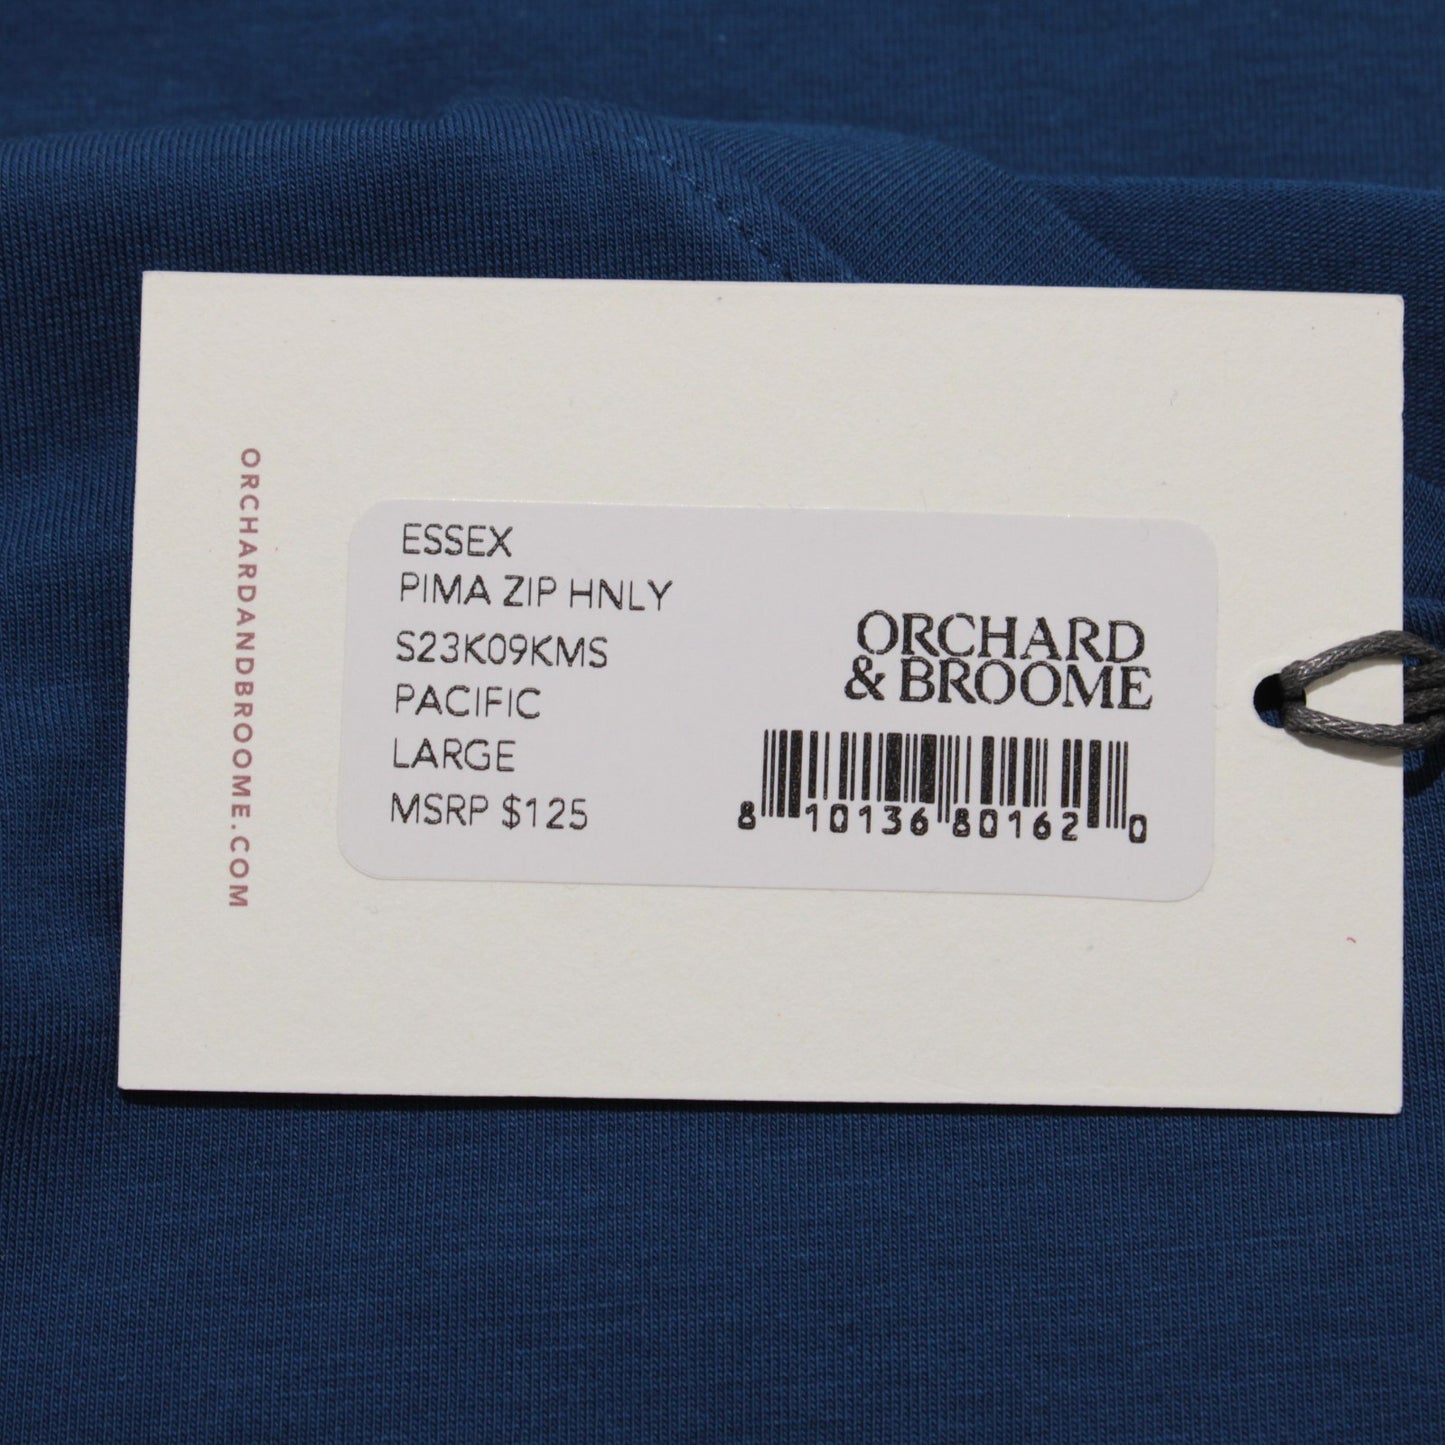 ORCHARDANDBROOME.COM
ESSEX
PIMA ZIP HNLY
S23K09KMS
PACIFIC
LARGE
MSRP $125
ORCHARD
& BROOME
8 10136 80162 0